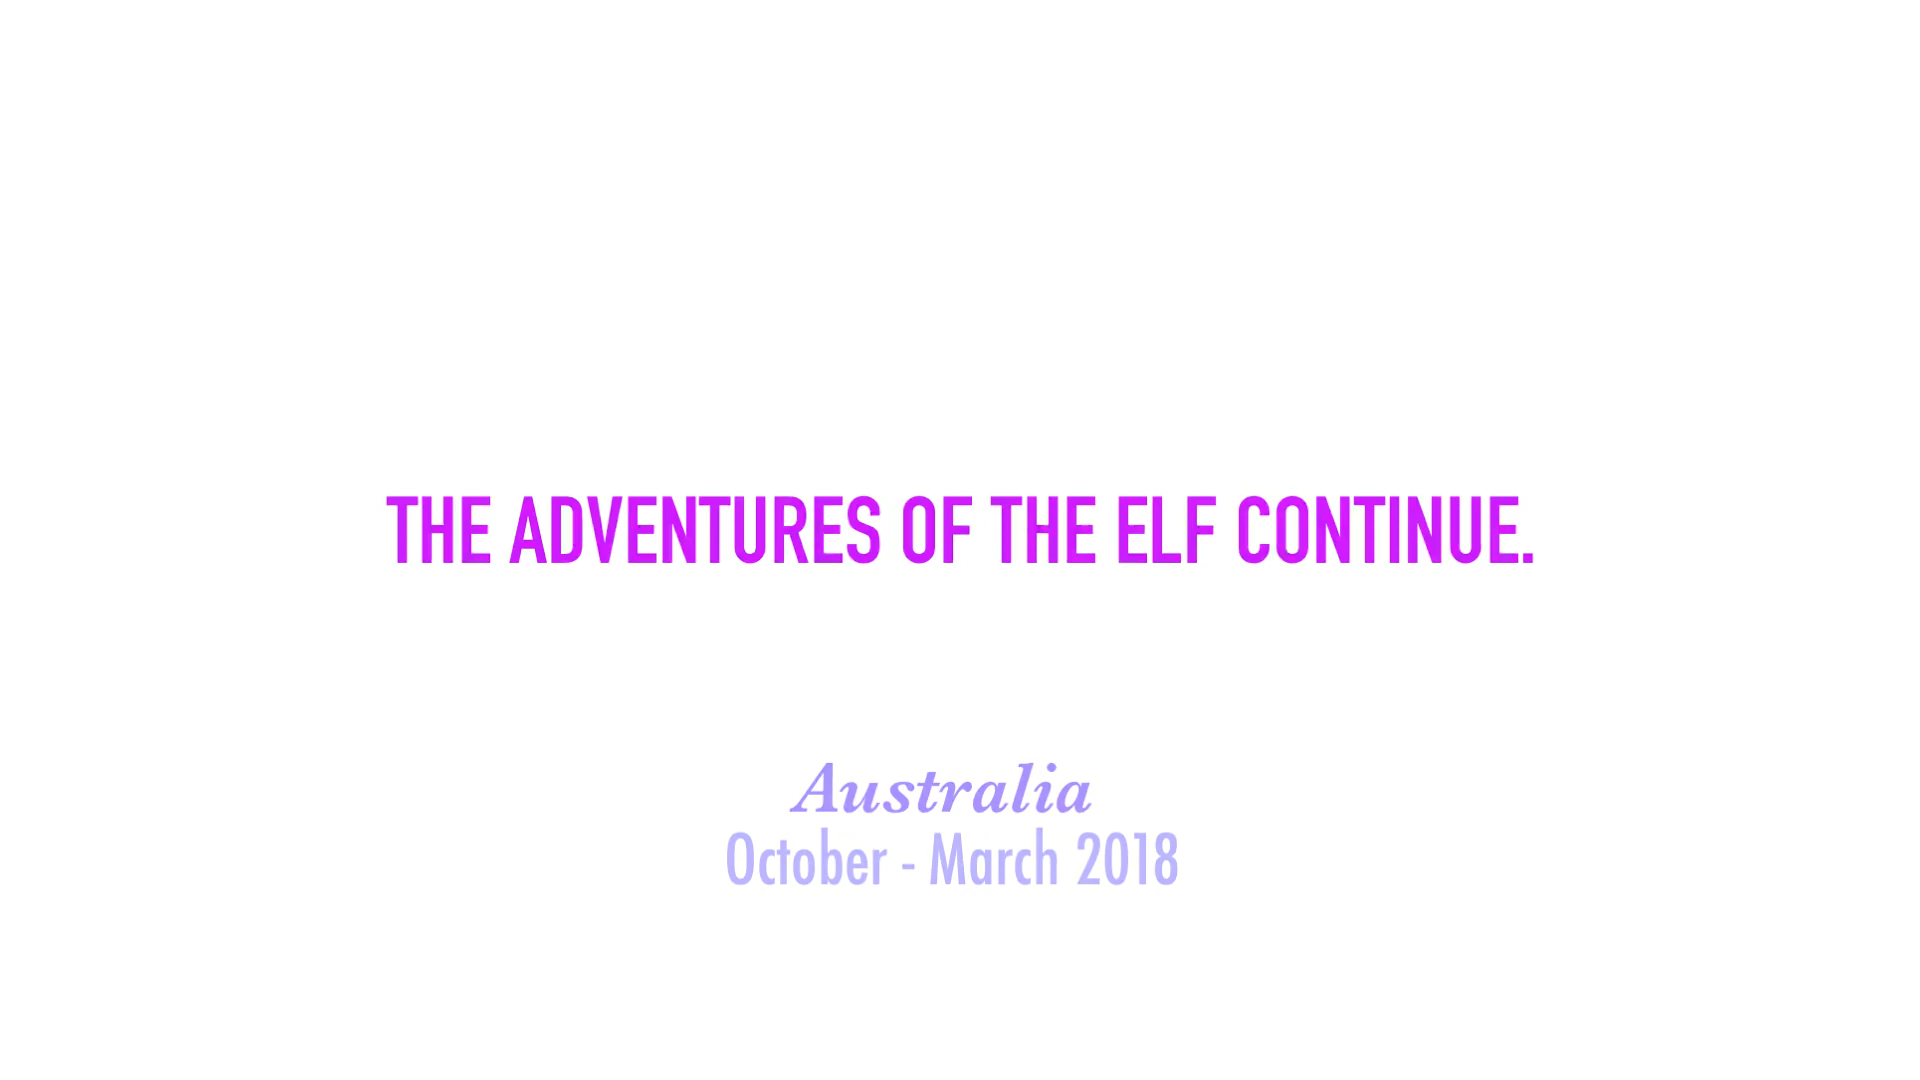 THE ADVENTURES OF THE ELF CONTINUE.
Australia
October - March 2018